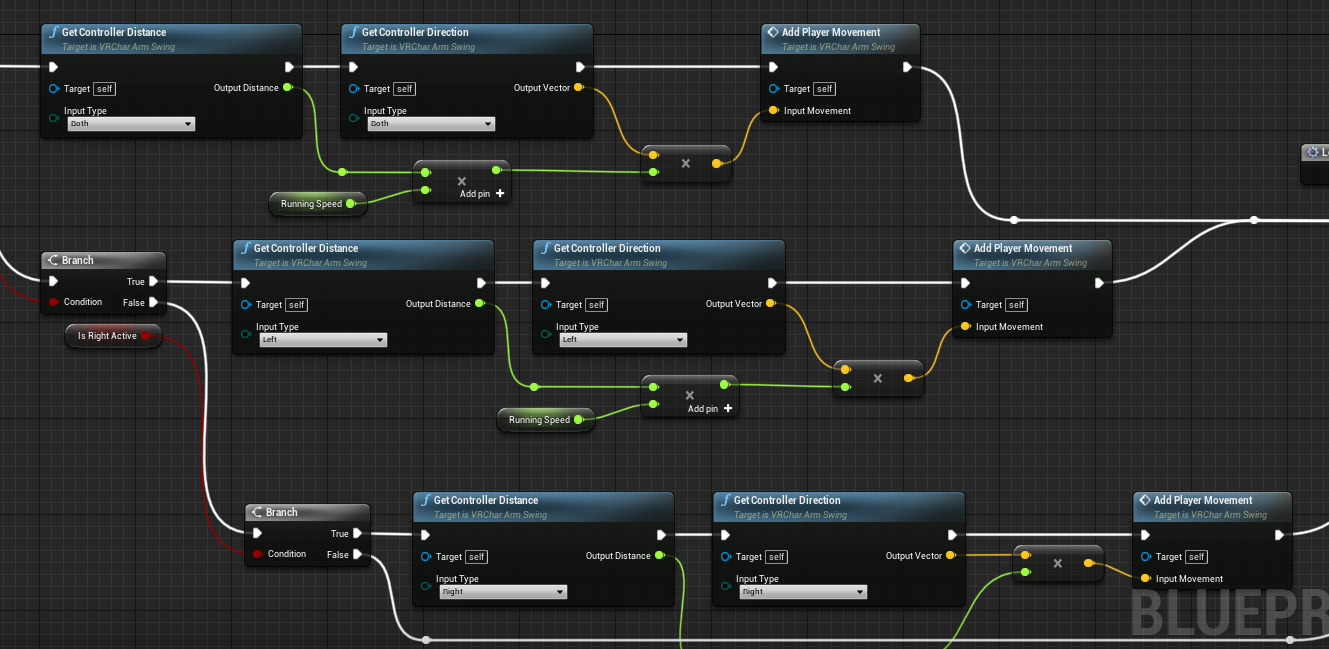 Get Controller Distance
Target is VRChar Arm Swing
Target self
Output Distance
Input Type
Both
Get Controller Direction
Target is VRChar Arm Swing
Target self
Output Vector
Input Type
Both
Add Player Movement
Target is VRChar Arm Swing
Target self
Input Movement
Running Speed
Add pin
Branch
True
Condition
False
Is Right Active
Get Controller Distance
Target is VRChar Arm Swing
Target self
Output Distance
Input Type
Left
Get Controller Direction
Target is VRChar Arm Swing
Target self
Output Vector
Input Type
Left
Add Player Movement
Target is VRChar Arm Swing
Target self
Input Movement
Running Speed
Add pin
Branch
True
Condition
False
Get Controller Distance
Target is VRChar Arm Swing
Target self
Output Distance
Input Type
Right
Get Controller Direction
Target is VRChar Arm Swing
Target self
Output Vector
Input Type
Right
Add Player Movement
Target is VRChar Arm Swing
Target self
Input Movement
BLUEPR